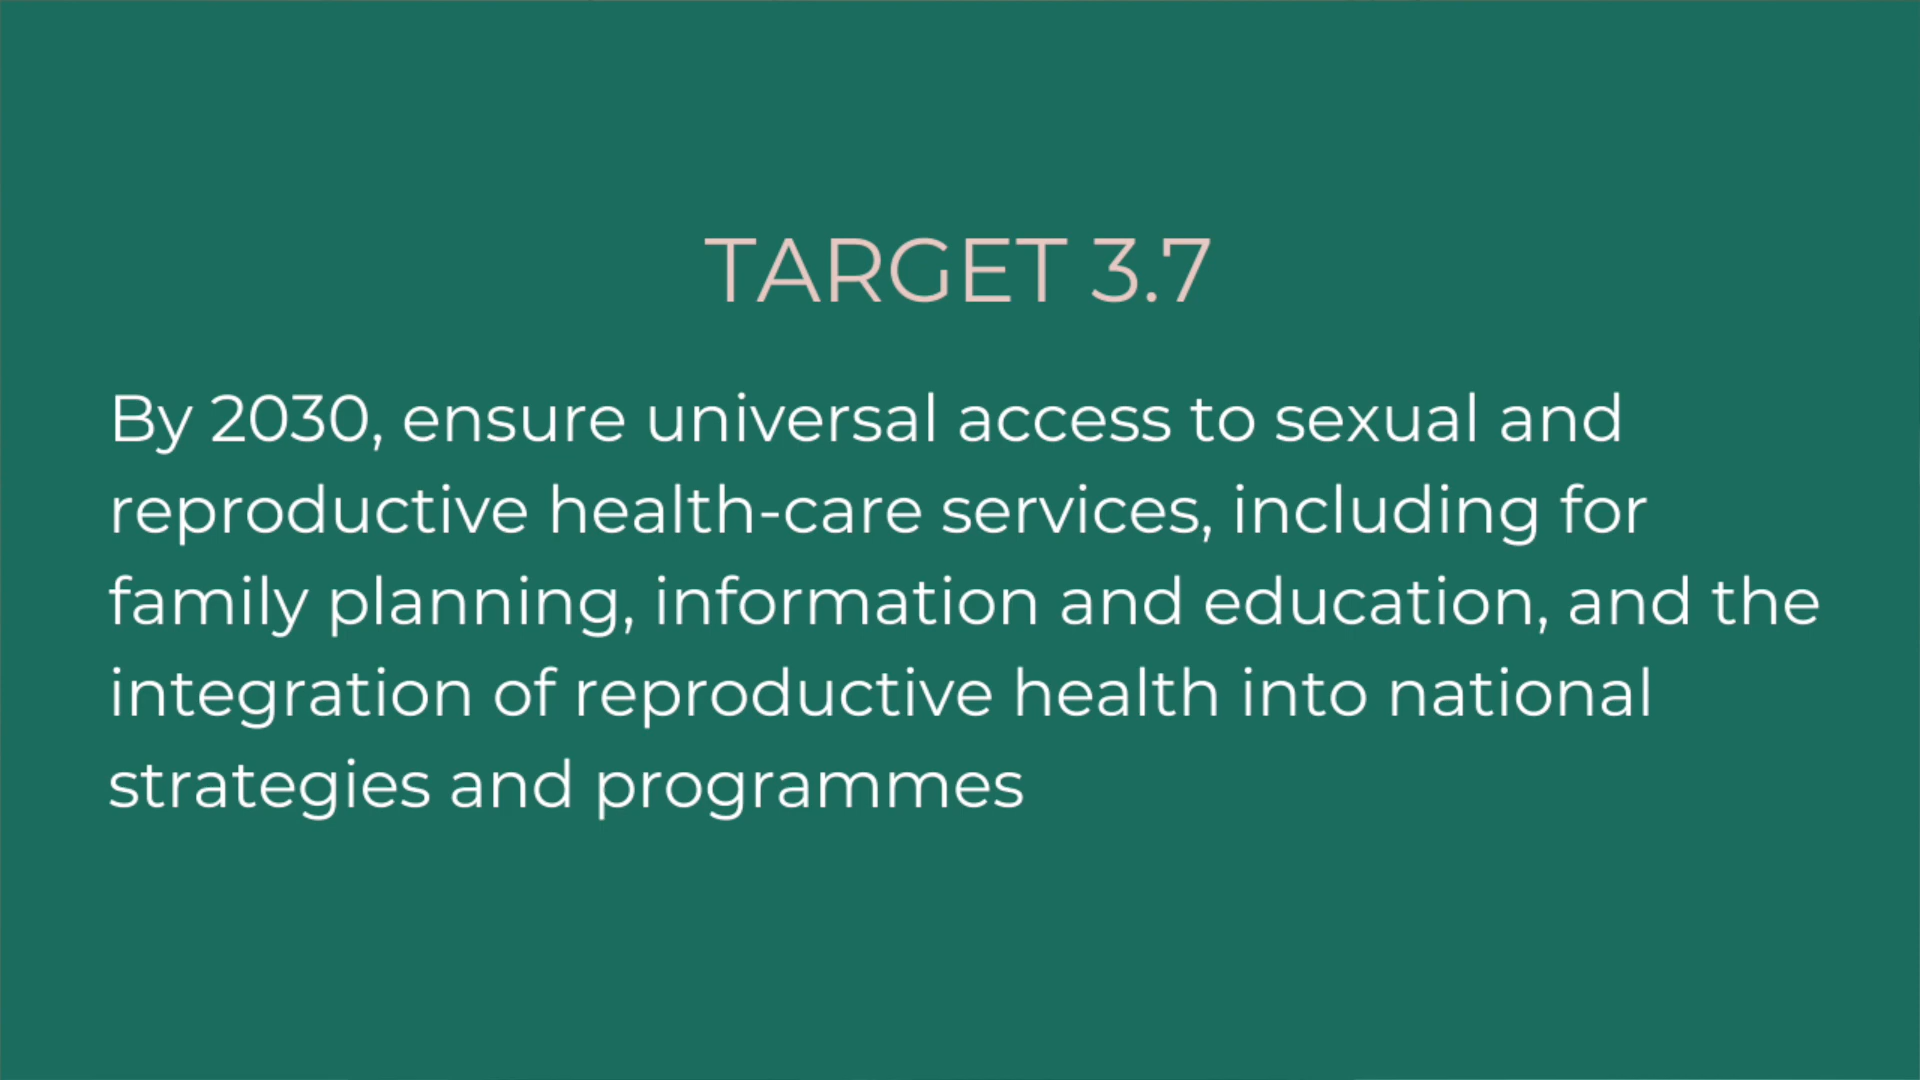 TARGET 3.7
By 2030, ensure universal access to sexual and
reproductive health-care services, including for
family planning, information and education, and the
integration of reproductive health into national
strategies and programmes